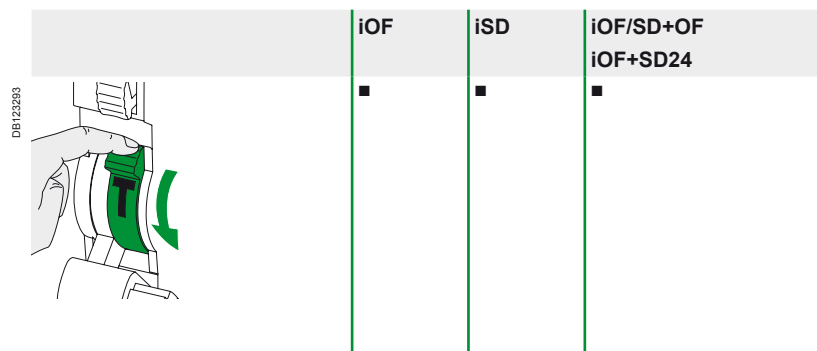 iOF iSD iOF/SD+OF
iOF+SD24
■ ■ ■
DB123293
T